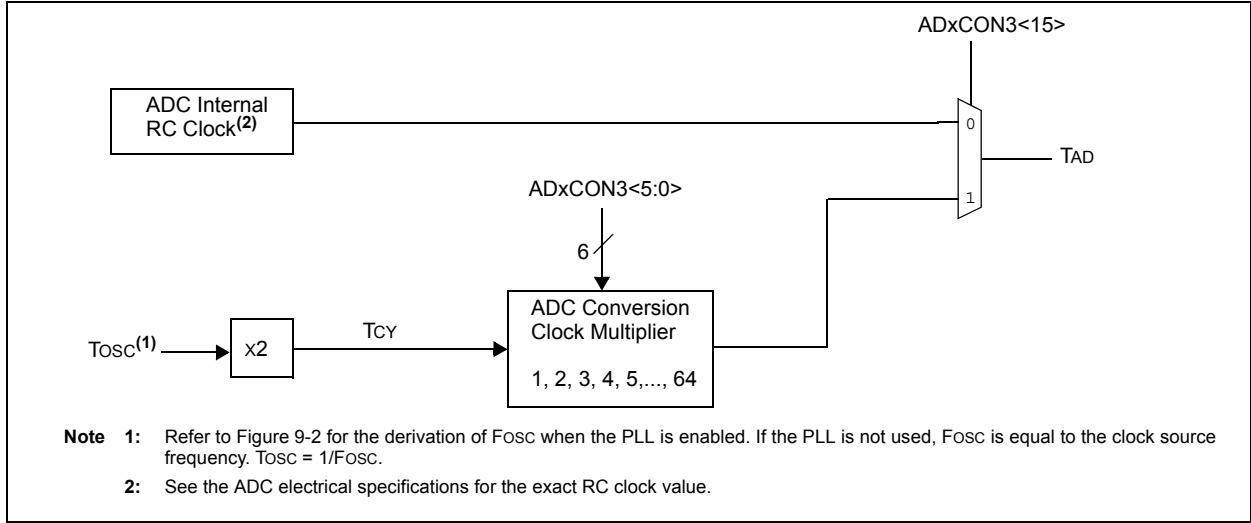 ADxCON3<15>
ADC Internal
RC Clock(2)
0
TAD
ADxCON3<5:0>
1
6
ADC Conversion
Clock Multiplier
TOSC(1)
X2
TCY
1, 2, 3, 4, 5,..., 64
Note 1: Refer to Figure 9-2 for the derivation of FOSC when the PLL is enabled. If the PLL is not used, FOSC is equal to the clock source
frequency. TOSC = 1/FOSC.
2: See the ADC electrical specifications for the exact RC clock value.